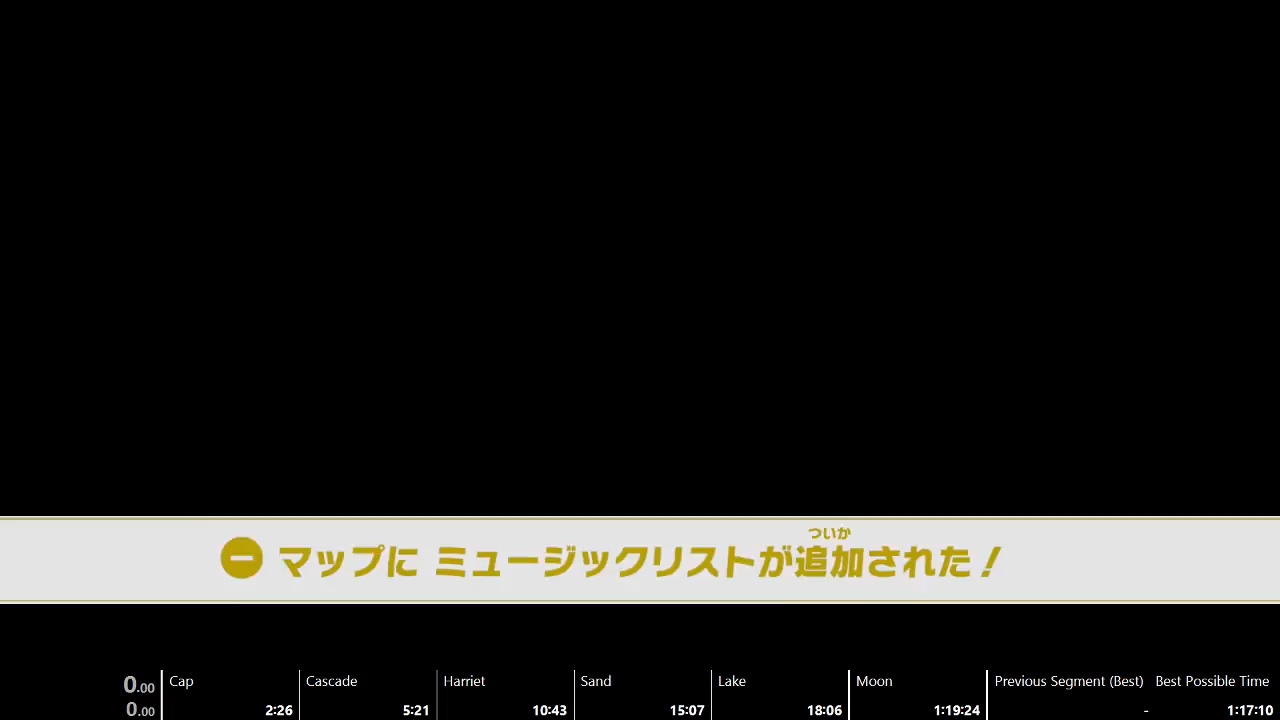 ついか
マップに ミュージックリストが追加された!
0.00 Cap Cascade Harriet Sand Lake Moon Previous Segment (Best) Best Possible Time
0.00 2:26 5:21 10:43 15:07 18:06 1:19:24 - 1:17:10